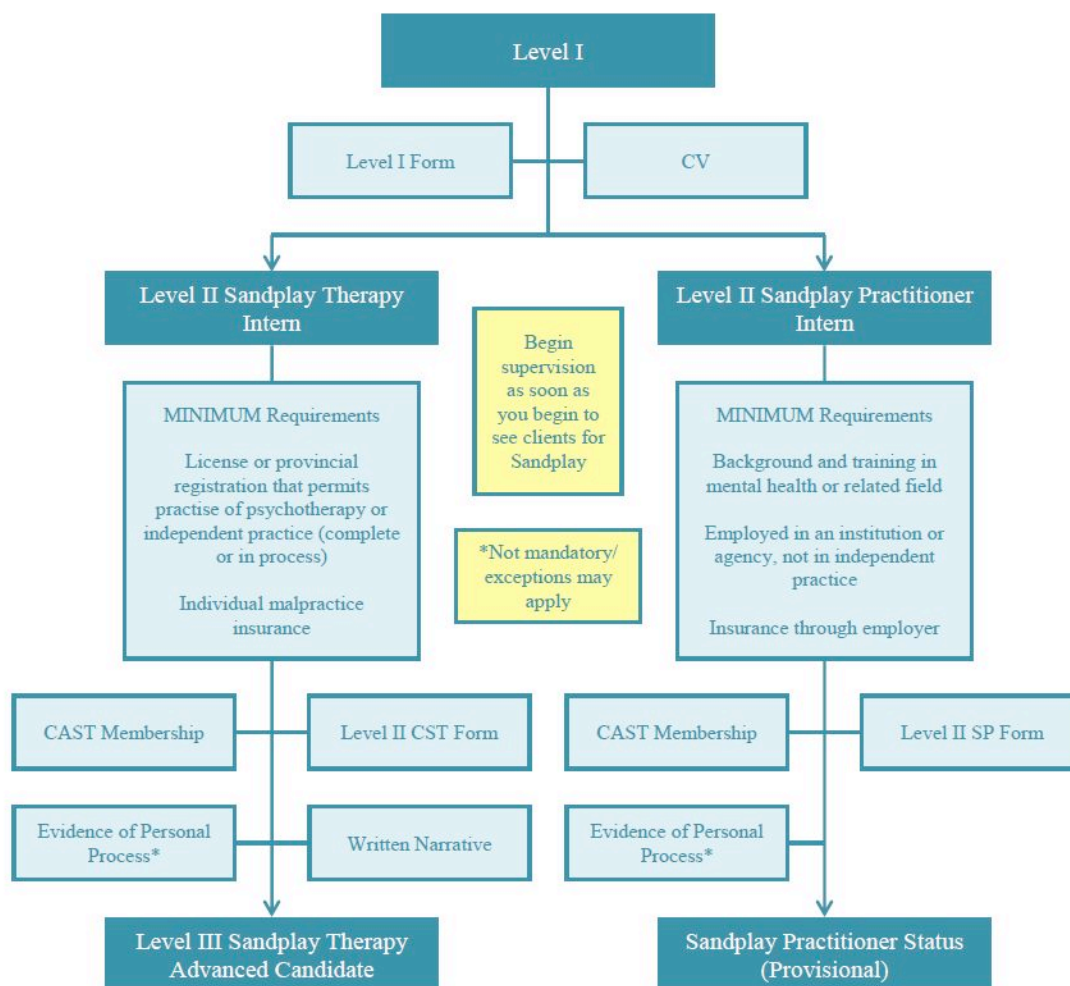 Level I
Level I Form
CV
Level II Sandplay Therapy
Intern
Level II Sandplay Practitioner
Intern
Begin
supervision
as soon as
you begin to
see clients for
Sandplay
*Not mandatory/
exceptions may
apply
MINIMUM Requirements
License or provincial
registration that permits
practise of psychotherapy or
independent practice (complete
or in process)
Individual malpractice
insurance
MINIMUM Requirements
Background and training in
mental health or related field
Employed in an institution or
agency, not in independent
practice
Insurance through employer
CAST Membership
Level II CST Form
Evidence of Personal
Process*
Written Narrative
CAST Membership
Level II SP Form
Evidence of Personal
Process*
Level III Sandplay Therapy
Advanced Candidate
Sandplay Practitioner Status
(Provisional)